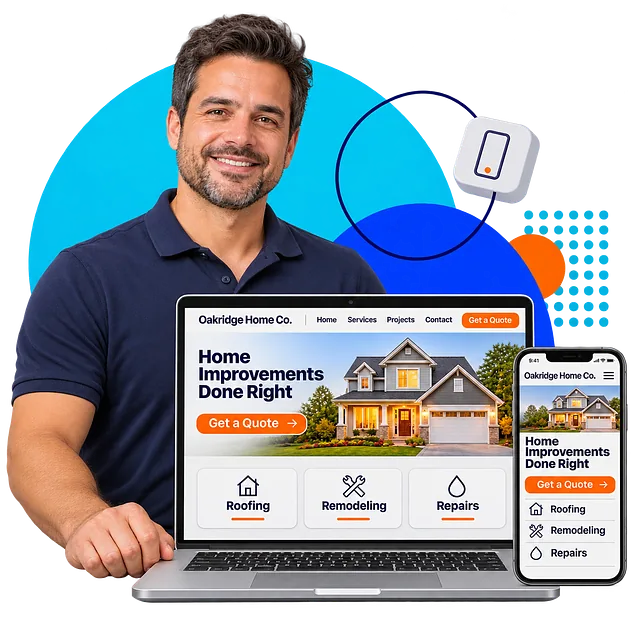 Oakridge Home Co.
Home Services Projects Contact Get a Quote
Home
Improvements
Done Right
Get a Quote →
Roofing Remodeling Repairs
9:41
Oakridge Home Co.
Home
Improvements
Done Right
Get a Quote →
Roofing
Remodeling
Repairs